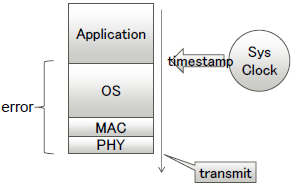 Application
timestamp
Sys
Clock
OS
error
MAC
PHY
transmit